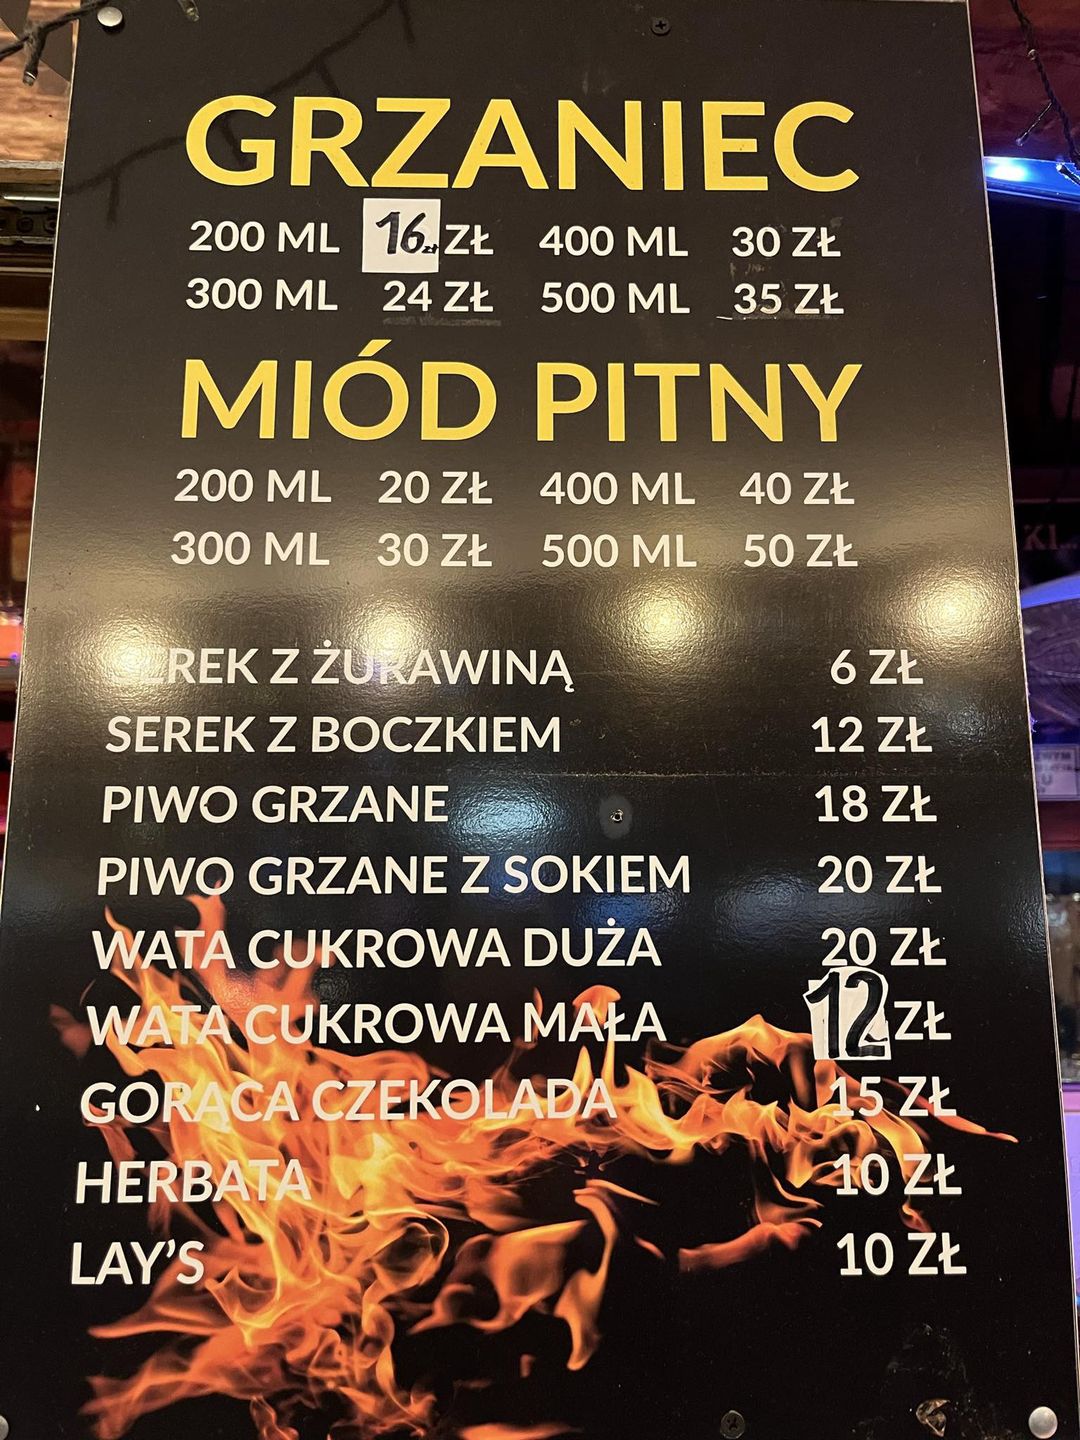 GRZANIEC
200 ML 16 zł ZŁ 400 ML 30 ZŁ
300 ML 24 ZŁ 500 ML 35 ZŁ
MIÓD PITNY
200 ML 20 ZŁ 400 ML 40 ZŁ
300 ML 30 ZŁ 500 ML 50 ZŁ
SEREK Z ŻURAWINĄ 6 ZŁ
SEREK Z BOCZKIEM 12 ZŁ
PIWO GRZANE 18 ZŁ
PIWO GRZANE Z SOKIEM 20 ZŁ
WATA CUKROWA DUŻA 20 ZŁ
WATA CUKROWA MAŁA 12 ZŁ
GORĄCA CZEKOLADA 15 ZŁ
HERBATA 10 ZŁ
LAY'S 10 ZŁ